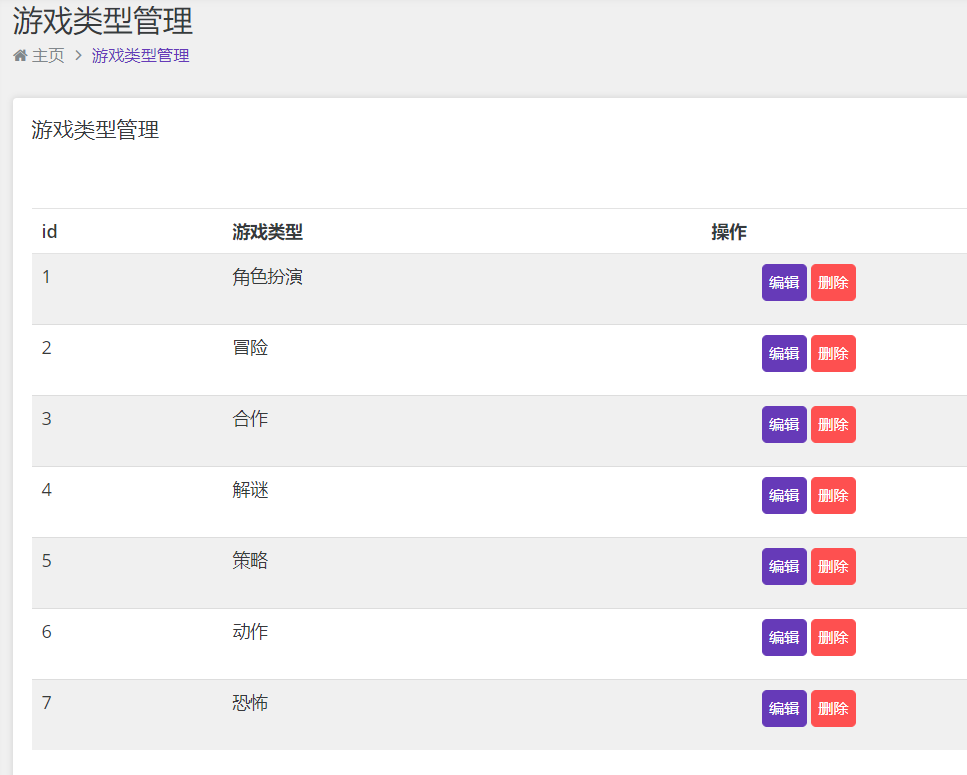 游戏类型管理
主页 > 游戏类型管理
游戏类型管理
id 游戏类型 操作
1 角色扮演 编辑 删除
2 冒险 编辑 删除
3 合作 编辑 删除
4 解谜 编辑 删除
5 策略 编辑 删除
6 动作 编辑 删除
7 恐怖 编辑 删除